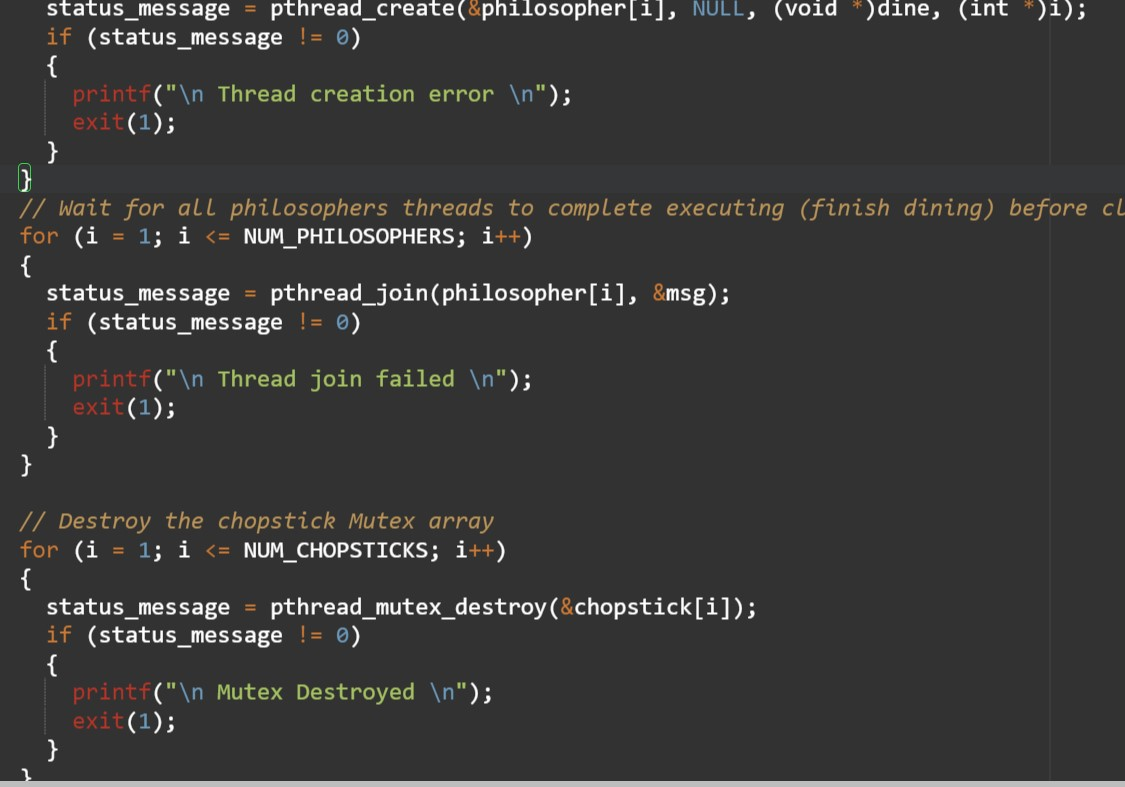 status_message = pthread_create(&philosopher[i], NULL, (void *)dine, (int *)i);
if (status_message != 0)
{
printf("\n Thread creation error \n");
exit(1);
}
}
// Wait for all philosophers threads to complete executing (finish dining) before
for (i = 1; i <= NUM_PHILOSOPHERS; i++)
{
status_message = pthread_join(philosopher[i], &msg);
if (status_message != 0)
{
printf("\n Thread join failed \n");
exit(1);
}
}
// Destroy the chopstick Mutex array
for (i = 1; i <= NUM_CHOPSTICKS; i++)
{
status_message = pthread_mutex_destroy(&chopstick[i]);
if (status_message != 0)
{
printf("\n Mutex Destroyed \n");
exit(1);
}
}